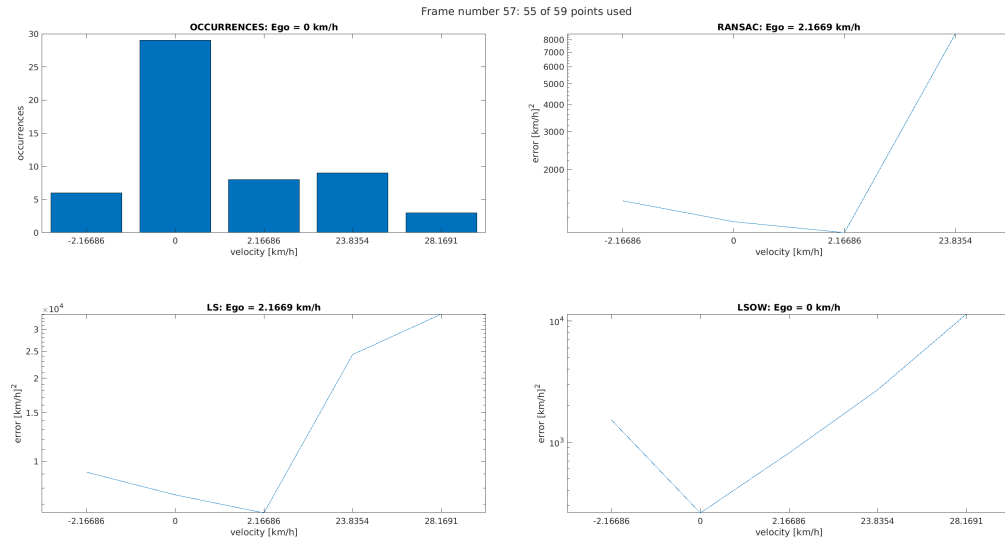 Frame number 57: 55 of 59 points used
OCCURRENCES: Ego = 0 km/h
30
25
20
15
10
5
0
occurrences
-2.16686 0 2.16686 23.8354 28.1691
velocity [km/h]
RANSAC: Ego = 2.1669 km/h
8000
7000
6000
5000
4000
3000
2000
error [km/h]²
-2.16686 0 2.16686 23.8354
velocity [km/h]
×10⁴
LS: Ego = 2.1669 km/h
3
2.5
2
1.5
1
error [km/h]²
-2.16686 0 2.16686 23.8354 28.1691
velocity [km/h]
LSOW: Ego = 0 km/h
10⁴
10³
error [km/h]²
-2.16686 0 2.16686 23.8354 28.1691
velocity [km/h]